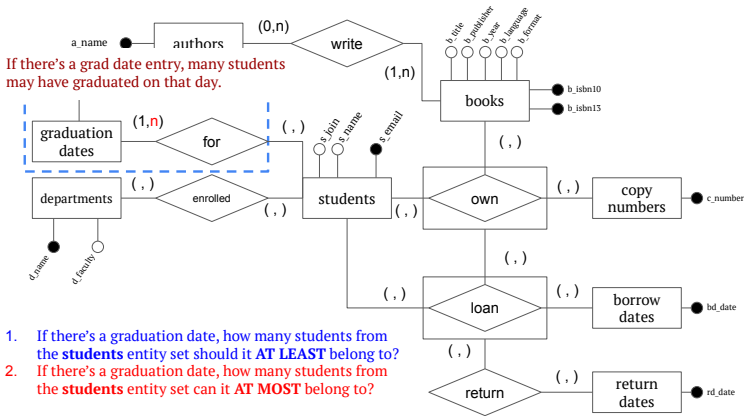 b_title
b_publisher
b_year
b_language
b_format
(0,n)
a_name
authors
write
If there's a grad date entry, many students
may have graduated on that day.
(1,n)
b_isbn10
books
b_isbn13
graduation
dates
(1,n)
for
( , )
s_join
s_name
s_email
( , )
departments
( , )
enrolled
( , )
students
( , )
own
( , )
copy
numbers
c_number
d_name
d_faculty
( , )
( , )
loan
( , )
borrow
dates
bd_date
1. If there's a graduation date, how many students from
the students entity set should it AT LEAST belong to?
2. If there's a graduation date, how many students from
the students entity set can it AT MOST belong to?
( , )
return
( , )
return
dates
rd_date